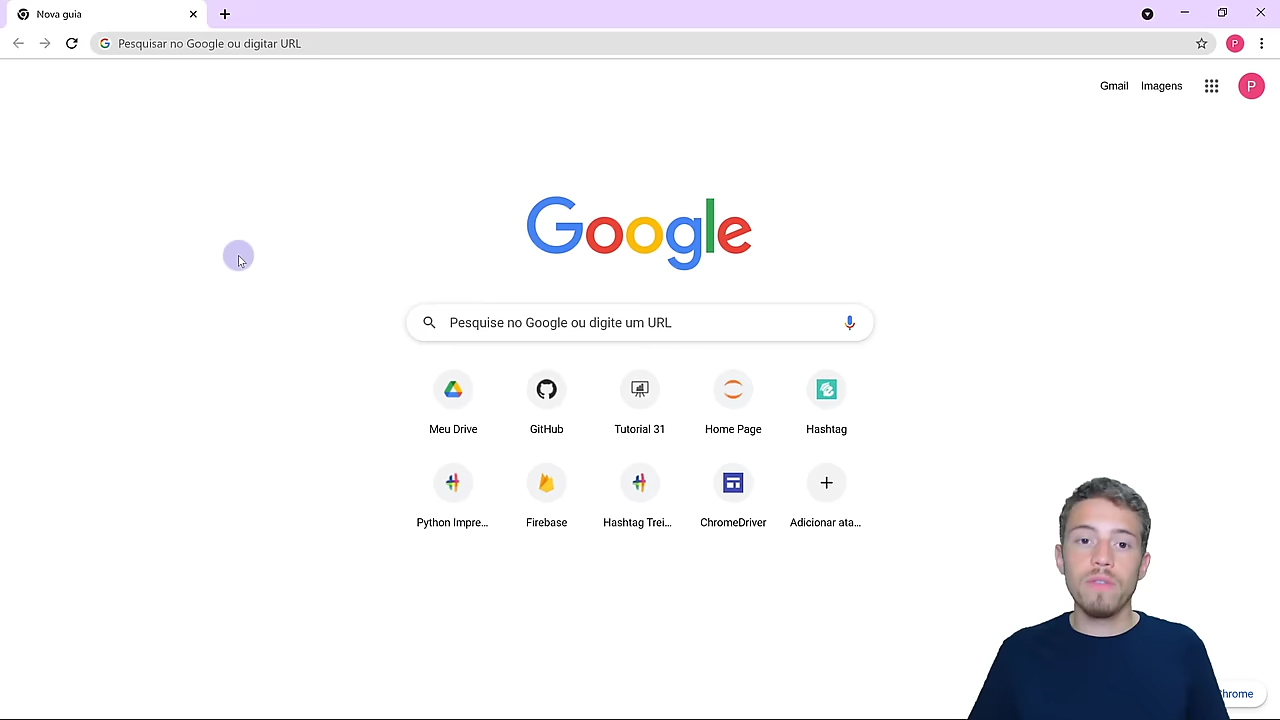 Nova guia
Pesquisar no Google ou digitar URL
P
Gmail
Imagens
P
Google
Pesquise no Google ou digite um URL
Meu Drive
GitHub
Tutorial 31
Home Page
Hashtag
Python Impre...
Firebase
Hashtag Trei...
ChromeDriver
Adicionar ata...